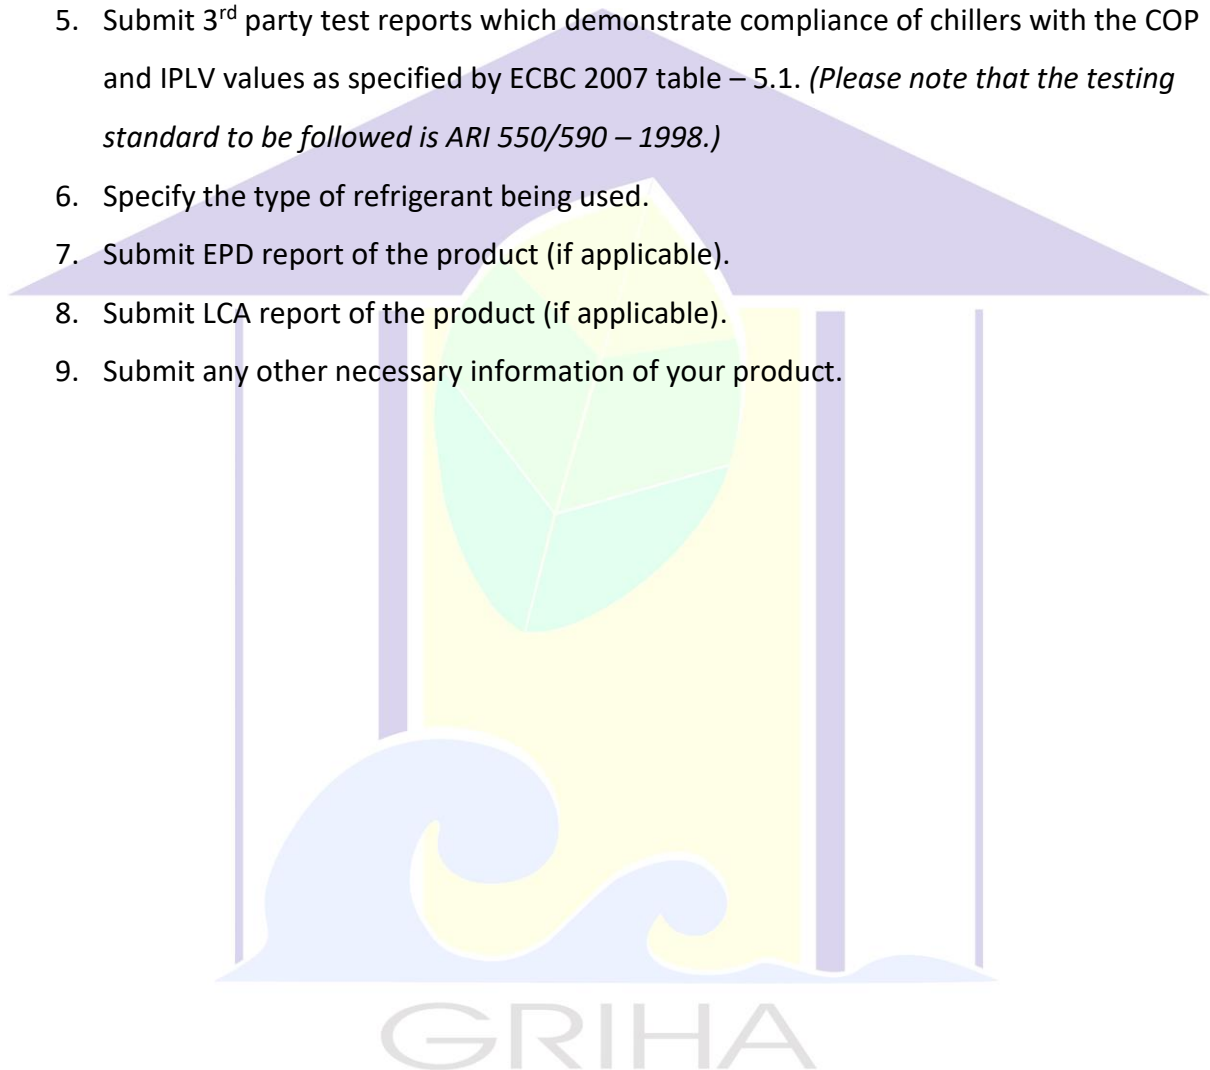 5. Submit 3rd party test reports which demonstrate compliance of chillers with the COP
and IPLV values as specified by ECBC 2007 table – 5.1. (Please note that the testing
standard to be followed is ARI 550/590 – 1998.)
6. Specify the type of refrigerant being used.
7. Submit EPD report of the product (if applicable).
8. Submit LCA report of the product (if applicable).
9. Submit any other necessary information of your product.
GRIHA